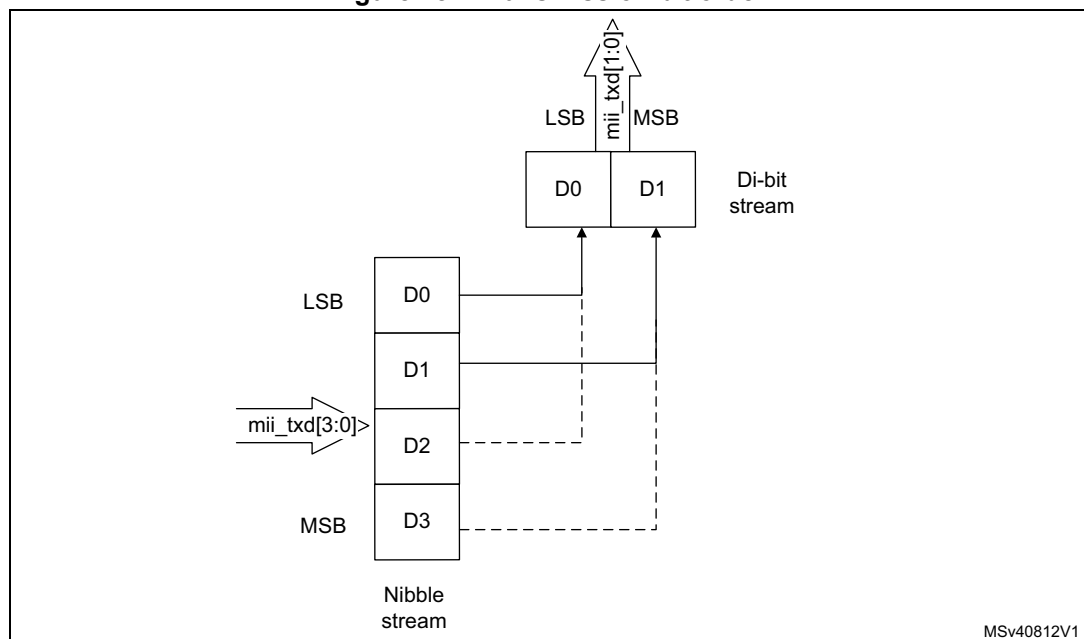 mii_txd[1:0]>
LSB
MSB
D0
D1
Di-bit
stream
LSB
D0
D1
mii_txd[3:0]>
D2
MSB
D3
Nibble
stream
MSv40812V1